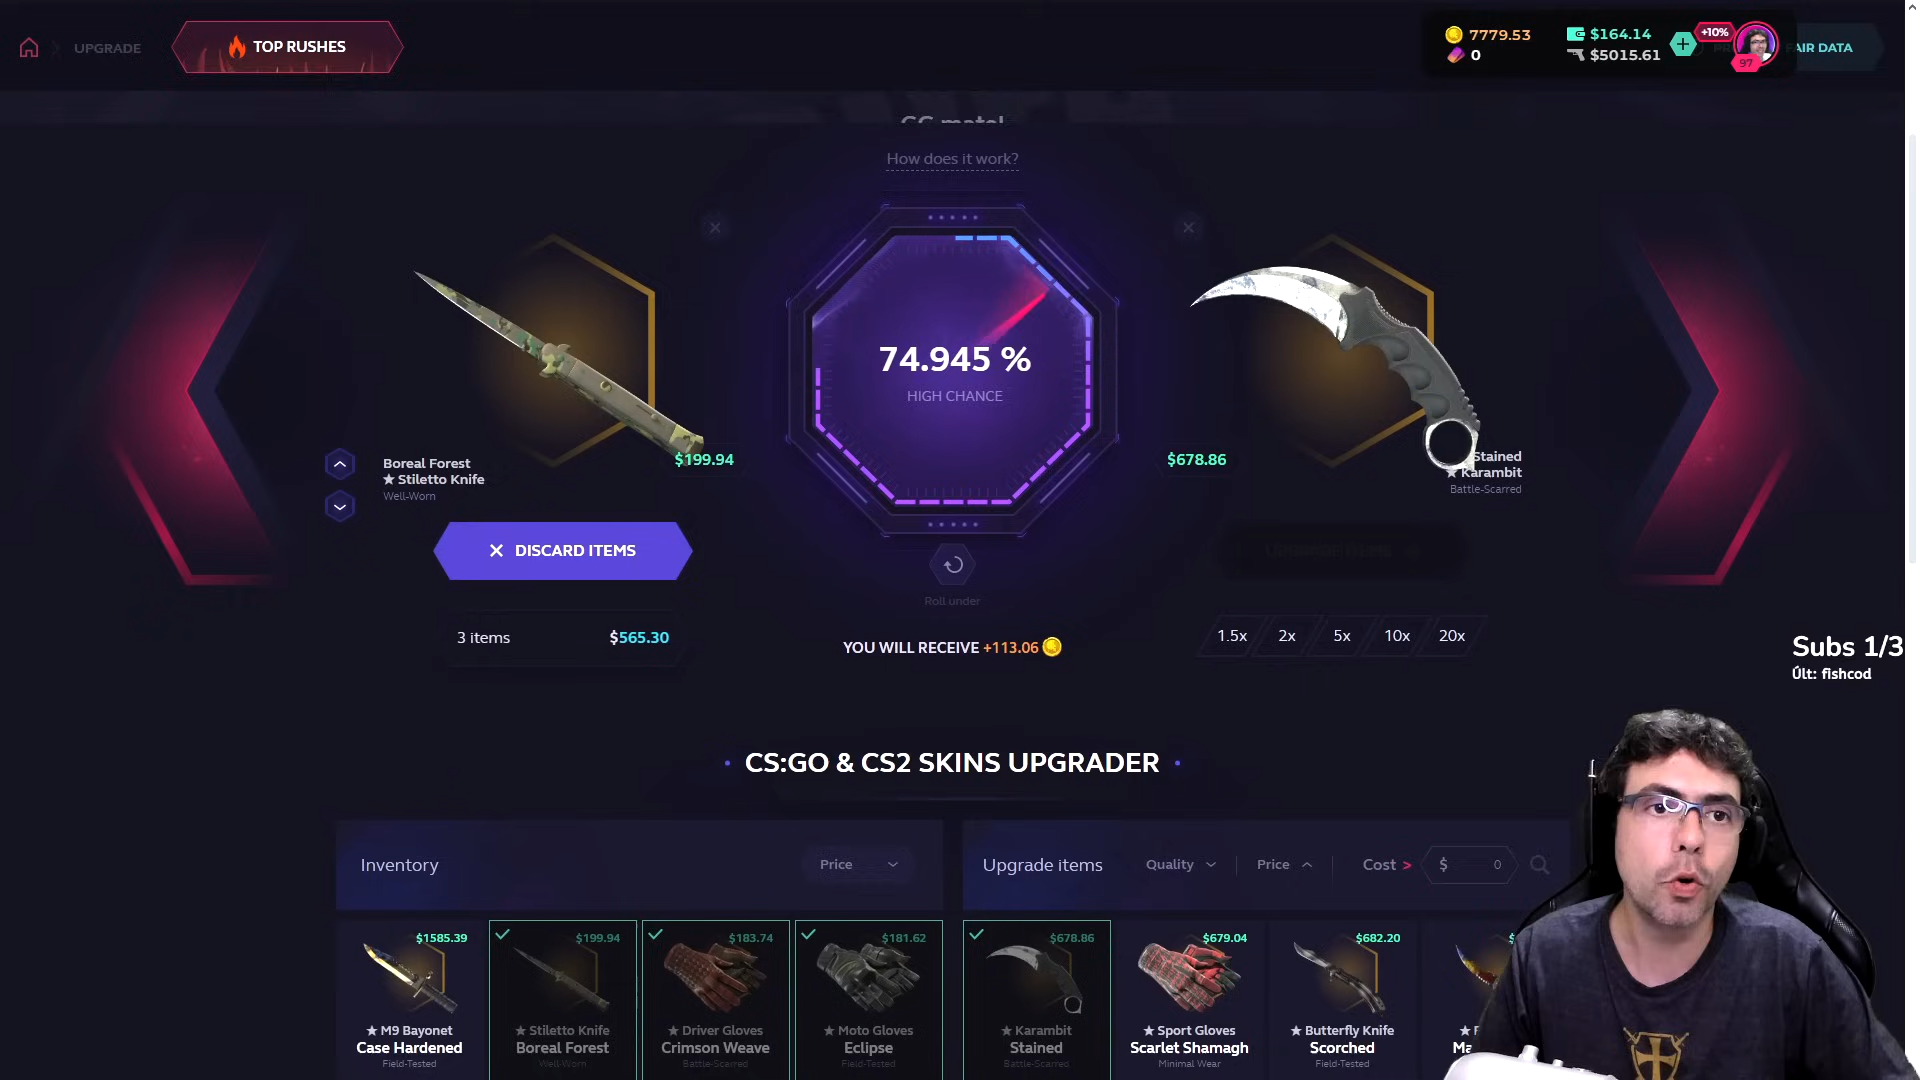 UPGRADE
TOP RUSHES
7779.53
0
$164.14
$5015.61
+10%
97
FAIR DATA
How does it work?
74.945 %
HIGH CHANCE
Boreal Forest
★ Stiletto Knife
Well-Worn
$199.94
$678.86
Stained
★ Karambit
Battle-Scarred
DISCARD ITEMS
Roll under
3 items
$565.30
YOU WILL RECEIVE +113.06
1.5x
2x
5x
10x
20x
Subs 1/3
Últ: fishcod
CS:GO & CS2 SKINS UPGRADER
Inventory
Price
Upgrade items
Quality
Price
Cost >
$ 0
$1585.39
★ M9 Bayonet
Case Hardened
Field-Tested
$199.94
★ Stiletto Knife
Boreal Forest
Well-Worn
$183.74
★ Driver Gloves
Crimson Weave
Battle-Scarred
$181.62
★ Moto Gloves
Eclipse
Field-Tested
$678.86
★ Karambit
Stained
Battle-Scarred
$679.04
★ Sport Gloves
Scarlet Shamagh
Minimal Wear
$682.20
★ Butterfly Knife
Scorched
Field-Tested